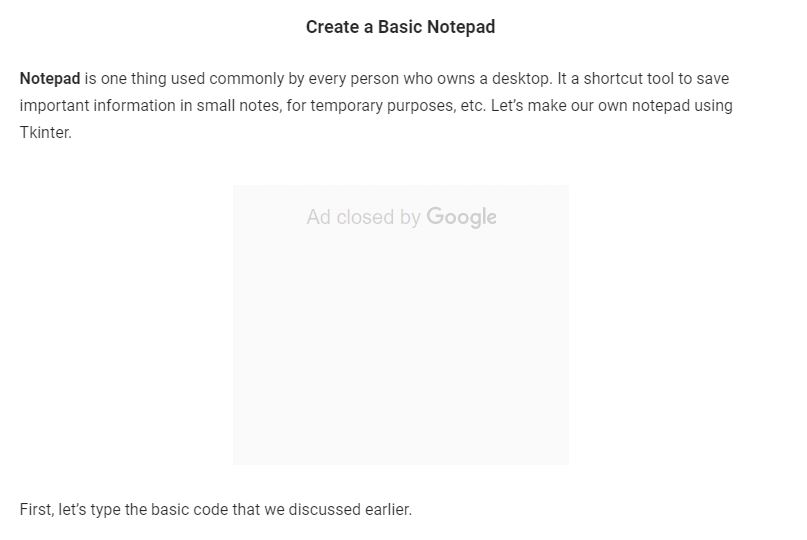 Create a Basic Notepad
Notepad is one thing used commonly by every person who owns a desktop. It a shortcut tool to save
important information in small notes, for temporary purposes, etc. Let's make our own notepad using
Tkinter.
Ad closed by Google
First, let's type the basic code that we discussed earlier.